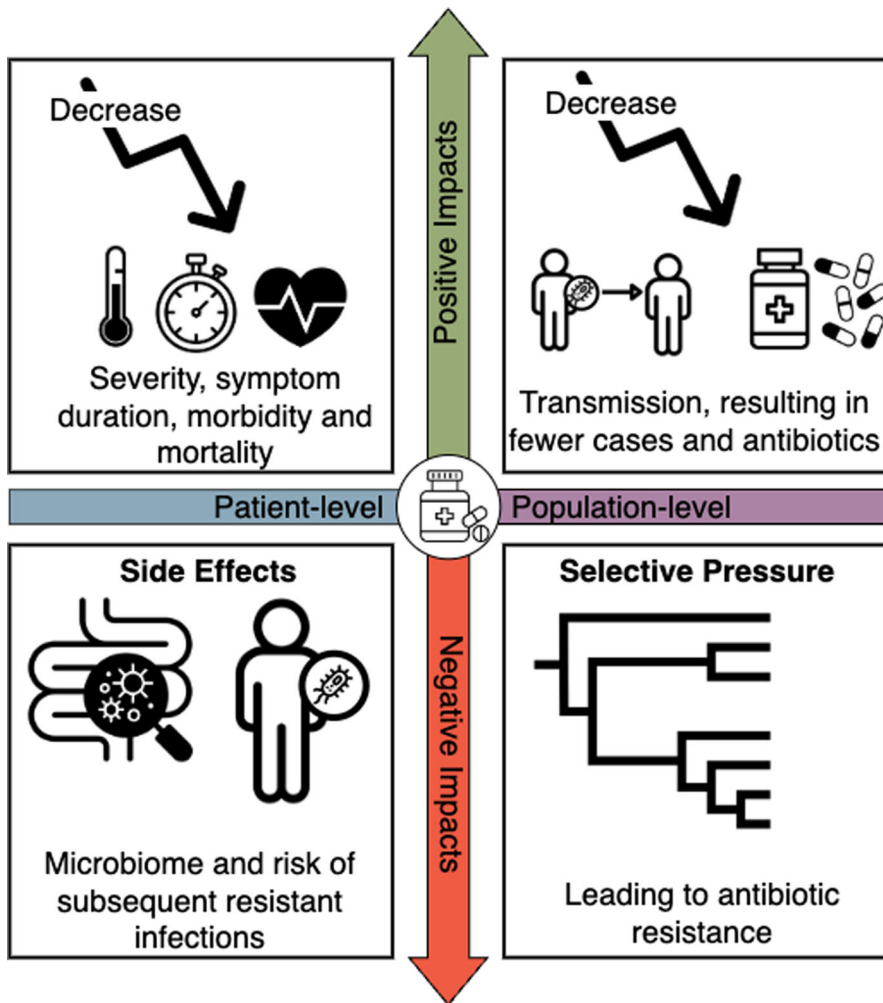 Decrease
Severity, symptom
duration, morbidity and
mortality
Positive Impacts
Decrease
Transmission, resulting in
fewer cases and antibiotics
Patient-level
Population-level
Side Effects
Microbiome and risk of
subsequent resistant
infections
Negative Impacts
Selective Pressure
Leading to antibiotic
resistance